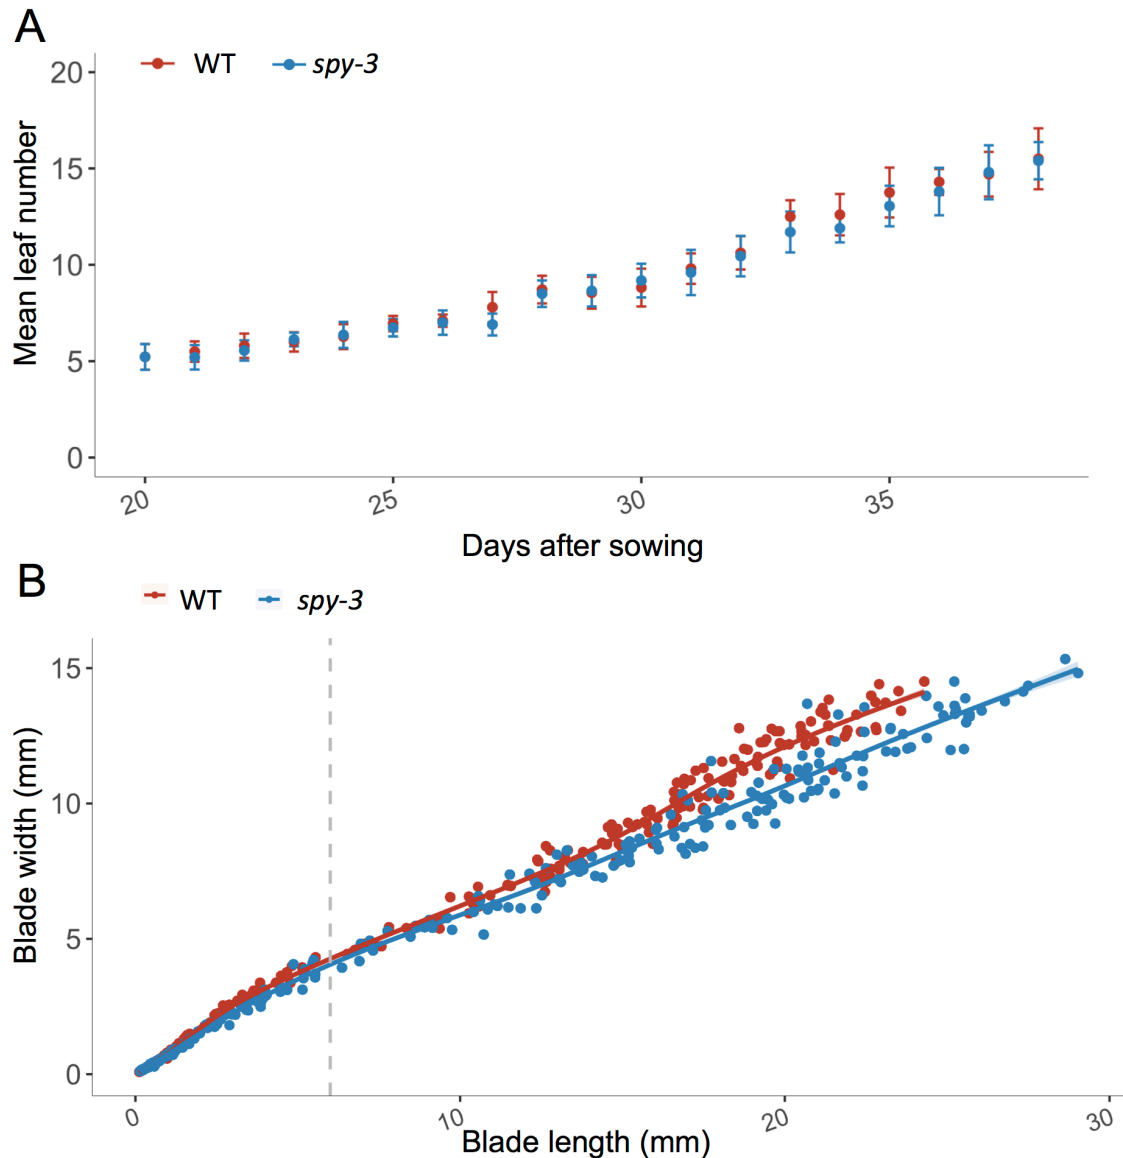 A
WT spy-3
Mean leaf number
20
15
10
5
0
20 25 30 35
Days after sowing
B
WT spy-3
Blade width (mm)
15
10
5
0
0 10 20 30
Blade length (mm)